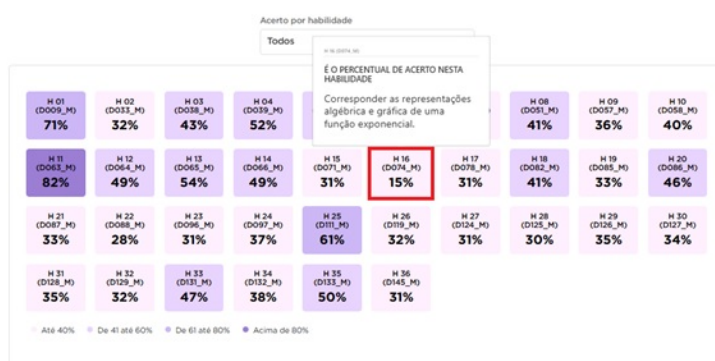 Acerto por habilidade
Todos
H 16 (D074_M)
É O PERCENTUAL DE ACERTO NESTA
HABILIDADE
Corresponder as representações
algébrica e gráfica de uma
função exponencial.
H 01 H 02 H 03 H 04 H 08 H 09 H 10
(D009_M) (D033_M) (D038_M) (D039_M) (D051_M) (D057_M) (D058_M)
71% 32% 43% 52% 41% 36% 40%
H 11 H 12 H 13 H 14 H 15 H 16 H 17 H 18 H 19 H 20
(D063_M) (D064_M) (D065_M) (D066_M) (D071_M) (D074_M) (D078_M) (D082_M) (D085_M) (D086_M)
82% 49% 54% 49% 31% 15% 31% 41% 33% 46%
H 21 H 22 H 23 H 24 H 25 H 26 H 27 H 28 H 29 H 30
(D087_M) (D088_M) (D096_M) (D097_M) (D111_M) (D119_M) (D124_M) (D125_M) (D126_M) (D127_M)
33% 28% 31% 37% 61% 32% 31% 30% 35% 34%
H 31 H 32 H 33 H 34 H 35 H 36
(D128_M) (D129_M) (D131_M) (D132_M) (D133_M) (D145_M)
35% 32% 47% 38% 50% 31%
Até 40% De 41 até 60% De 61 até 80% Acima de 80%